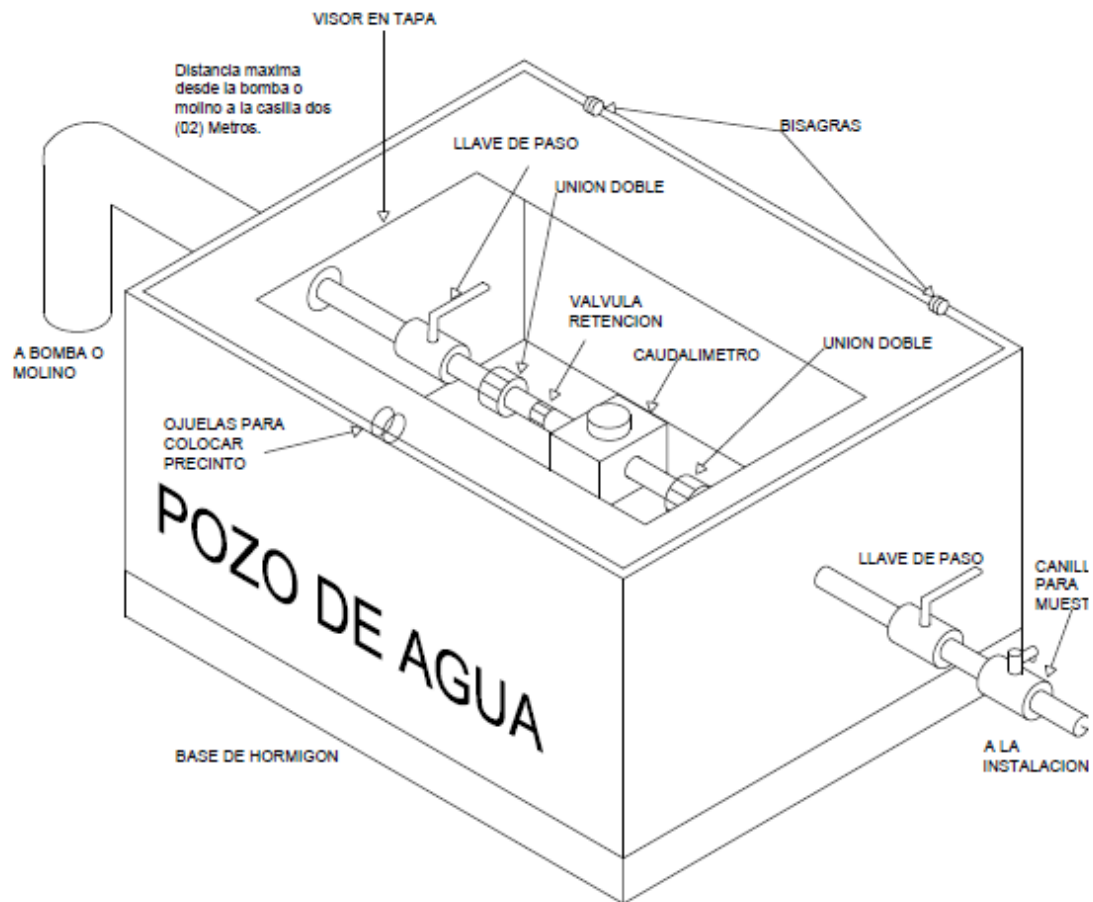 VISOR EN TAPA
Distancia maxima
desde la bomba o
molino a la casilla dos
(02) Metros.
BISAGRAS
LLAVE DE PASO
UNION DOBLE
VALVULA
RETENCION
UNION DOBLE
CAUDALIMETRO
A BOMBA O
MOLINO
OJUELAS PARA
COLOCAR
PRECINTO
POZO DE AGUA
LLAVE DE PASO
CANILL
PARA
MUEST
BASE DE HORMIGON
A LA
INSTALACION